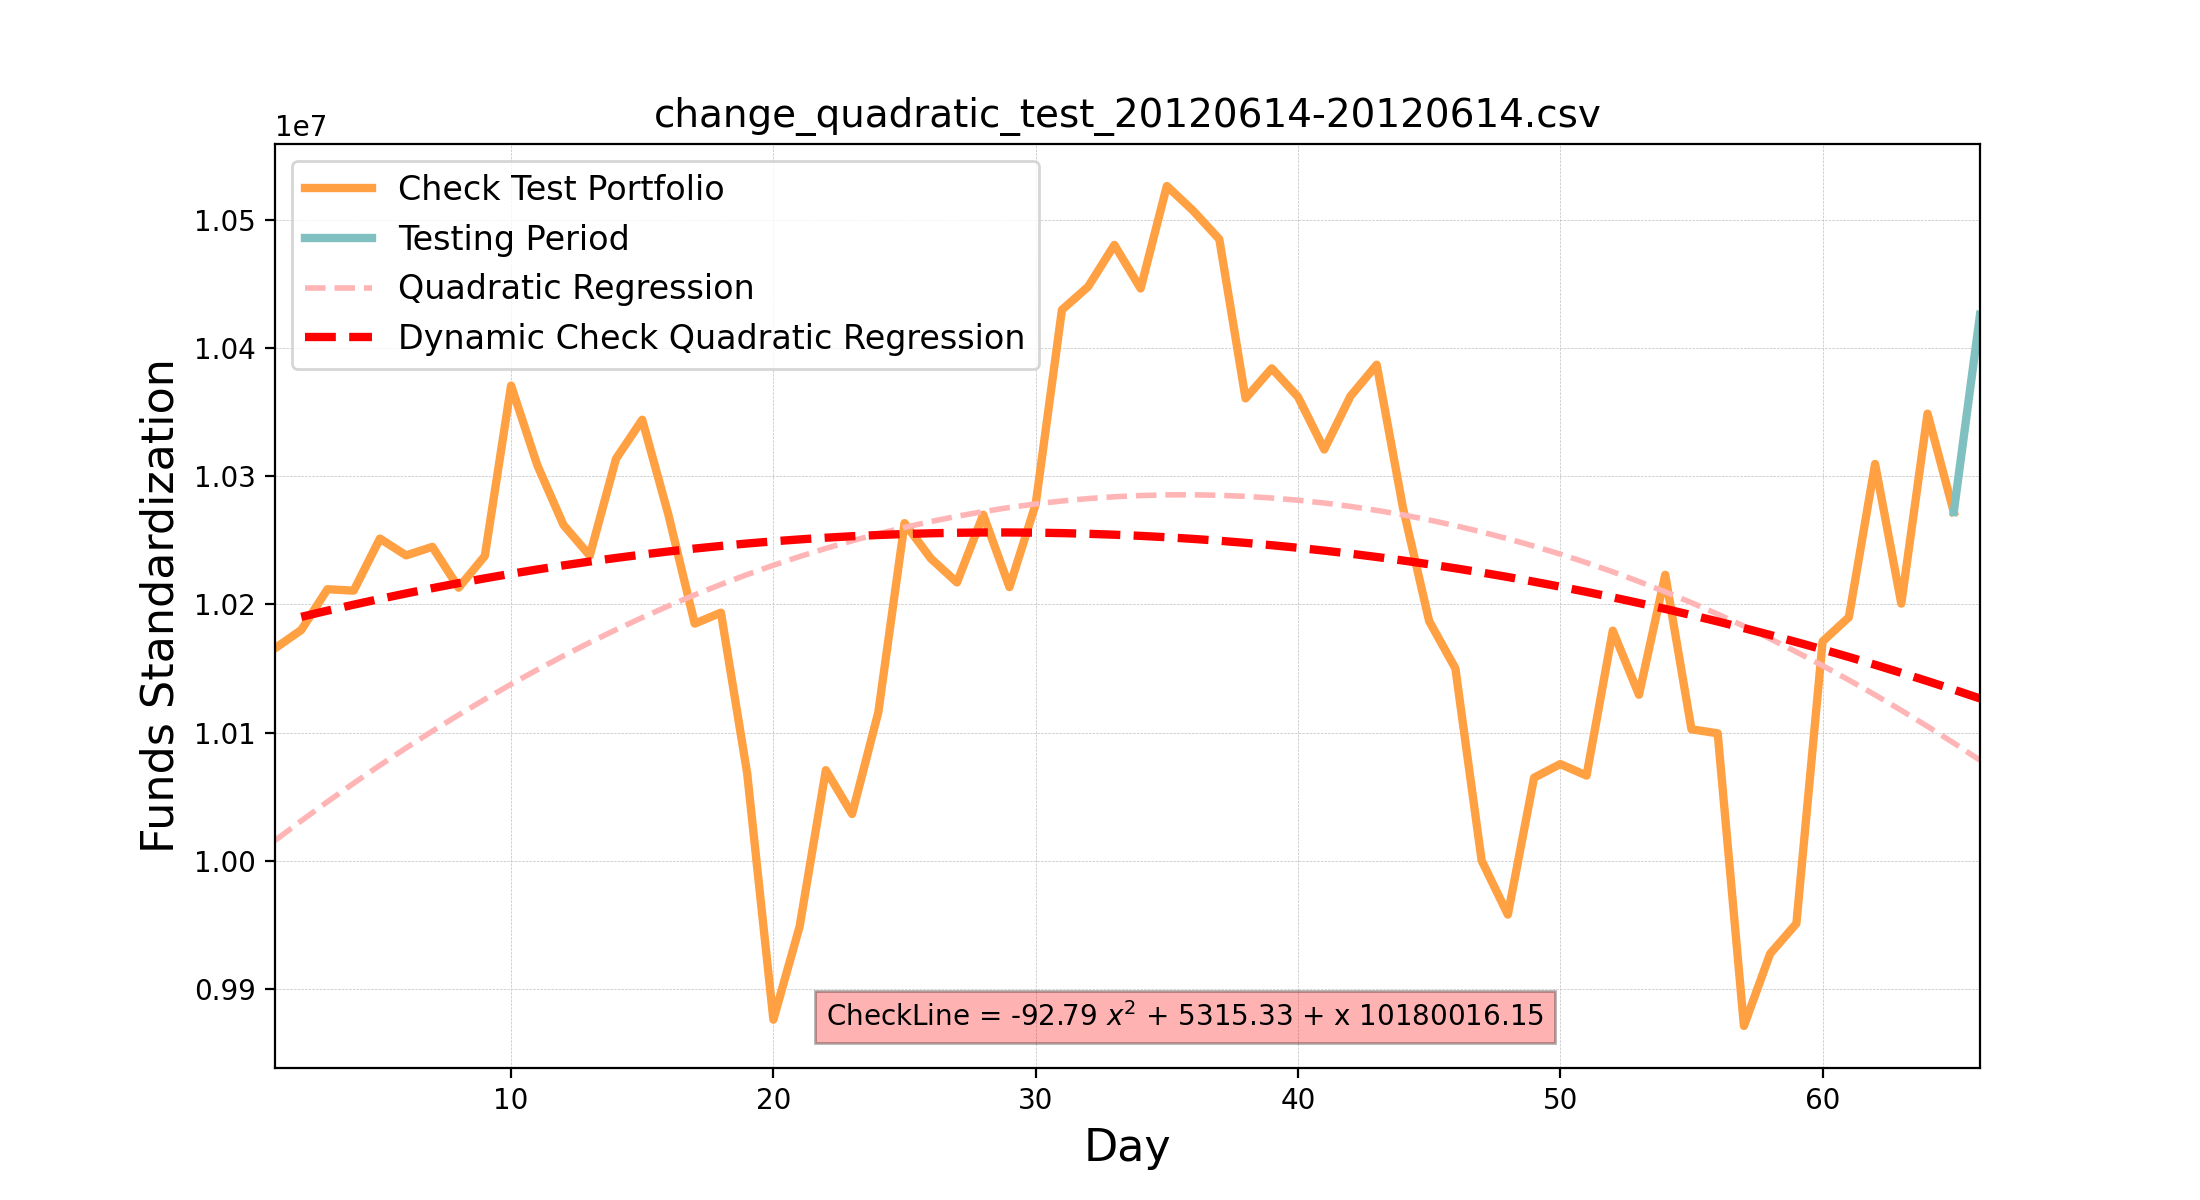 change_quadratic_test_20120614-20120614.csv
1e7
Check Test Portfolio
Testing Period
Quadratic Regression
Dynamic Check Quadratic Regression
1.05
1.04
1.03
1.02
1.01
1.00
0.99
Funds Standardization
CheckLine = -92.79 x² + 5315.33 + x 10180016.15
10 20 30 40 50 60
Day